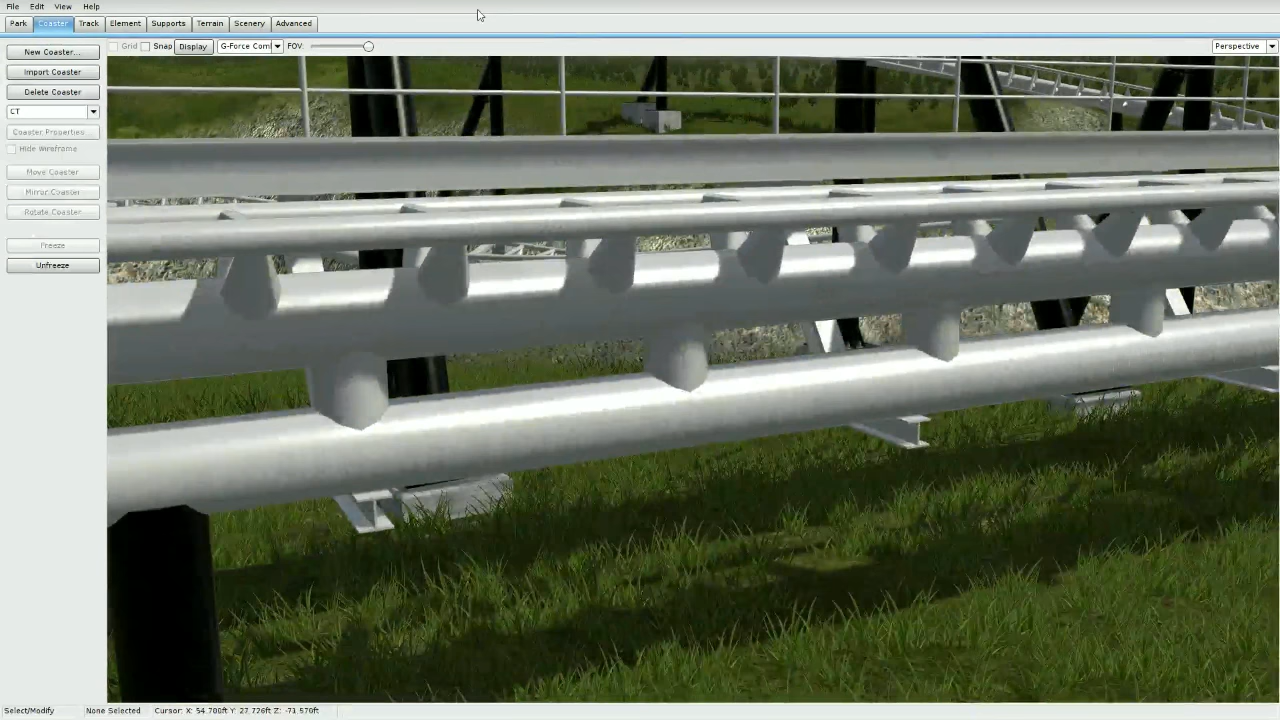 File Edit View Help
Park Coaster Track Element Supports Terrain Scenery Advanced
New Coaster... Grid Snap Display G-Force Com FOV: Perspective
Import Coaster
Delete Coaster
CT
Coaster Properties...
Hide Wireframe
Move Coaster
Mirror Coaster
Rotate Coaster
Freeze
Unfreeze
Select/Modify None Selected Cursor: X: 54.700ft Y: 27.726ft Z: -71.570ft